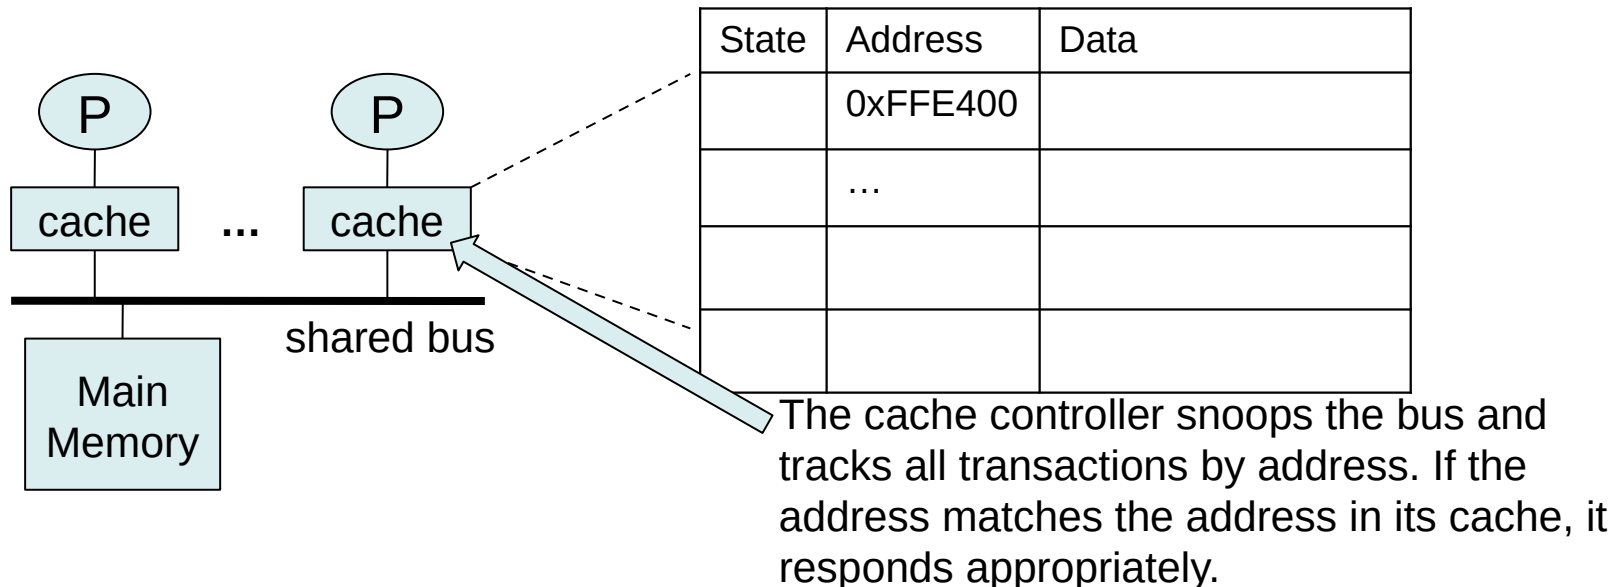 State Address Data
0xFFE400
…
P P
cache ... cache
shared bus
Main
Memory
The cache controller snoops the bus and
tracks all transactions by address. If the
address matches the address in its cache, it
responds appropriately.